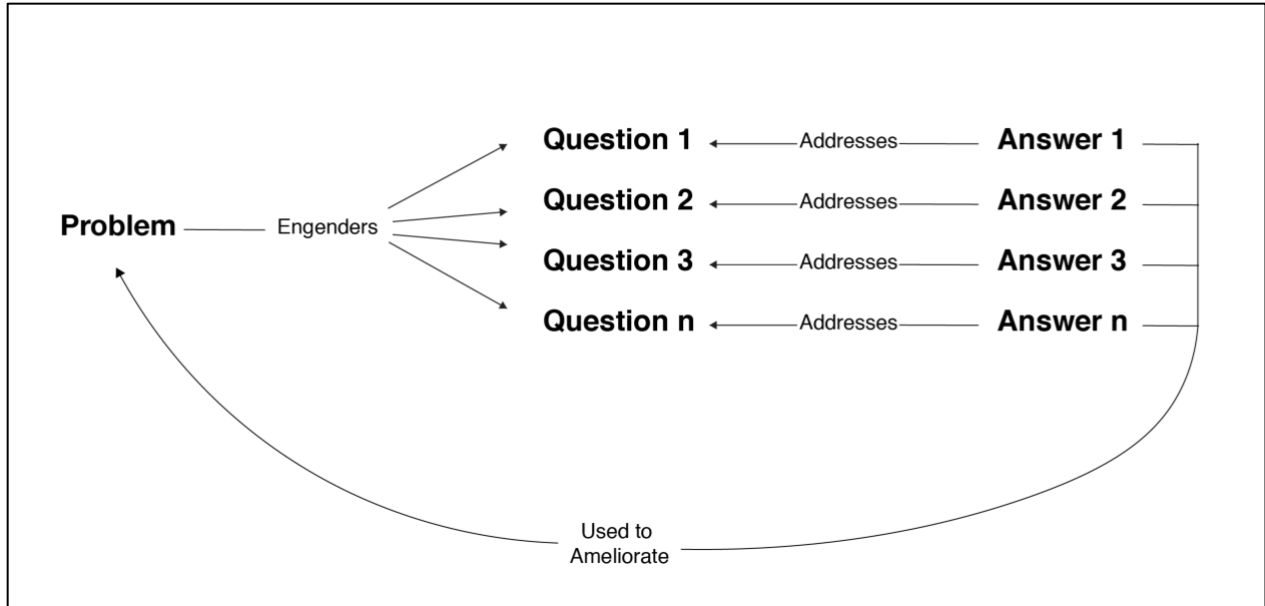 Question 1 Addresses Answer 1
Question 2 Addresses Answer 2
Problem Engenders
Question 3 Addresses Answer 3
Question n Addresses Answer n
Used to
Ameliorate